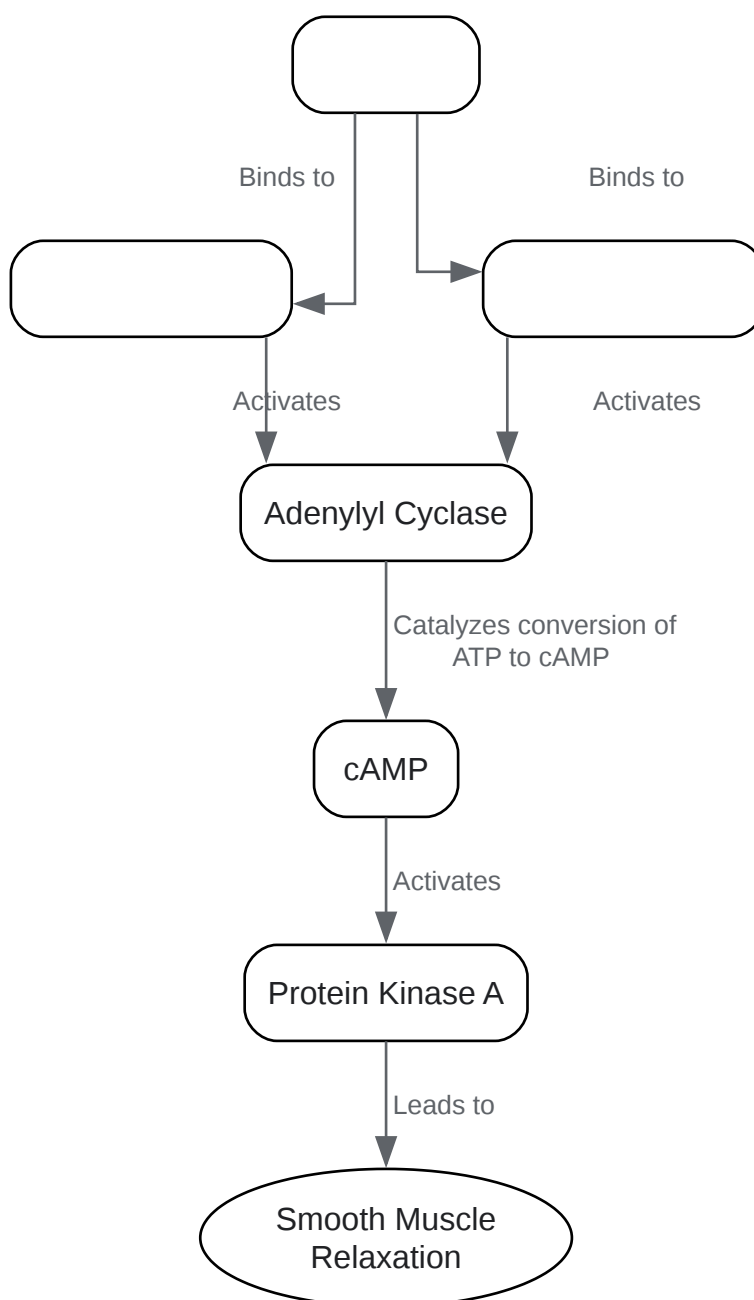 Binds to
Binds to
Activates
Activates
Adenylyl Cyclase
Catalyzes conversion of
ATP to cAMP
cAMP
Activates
Protein Kinase A
Leads to
Smooth Muscle
Relaxation